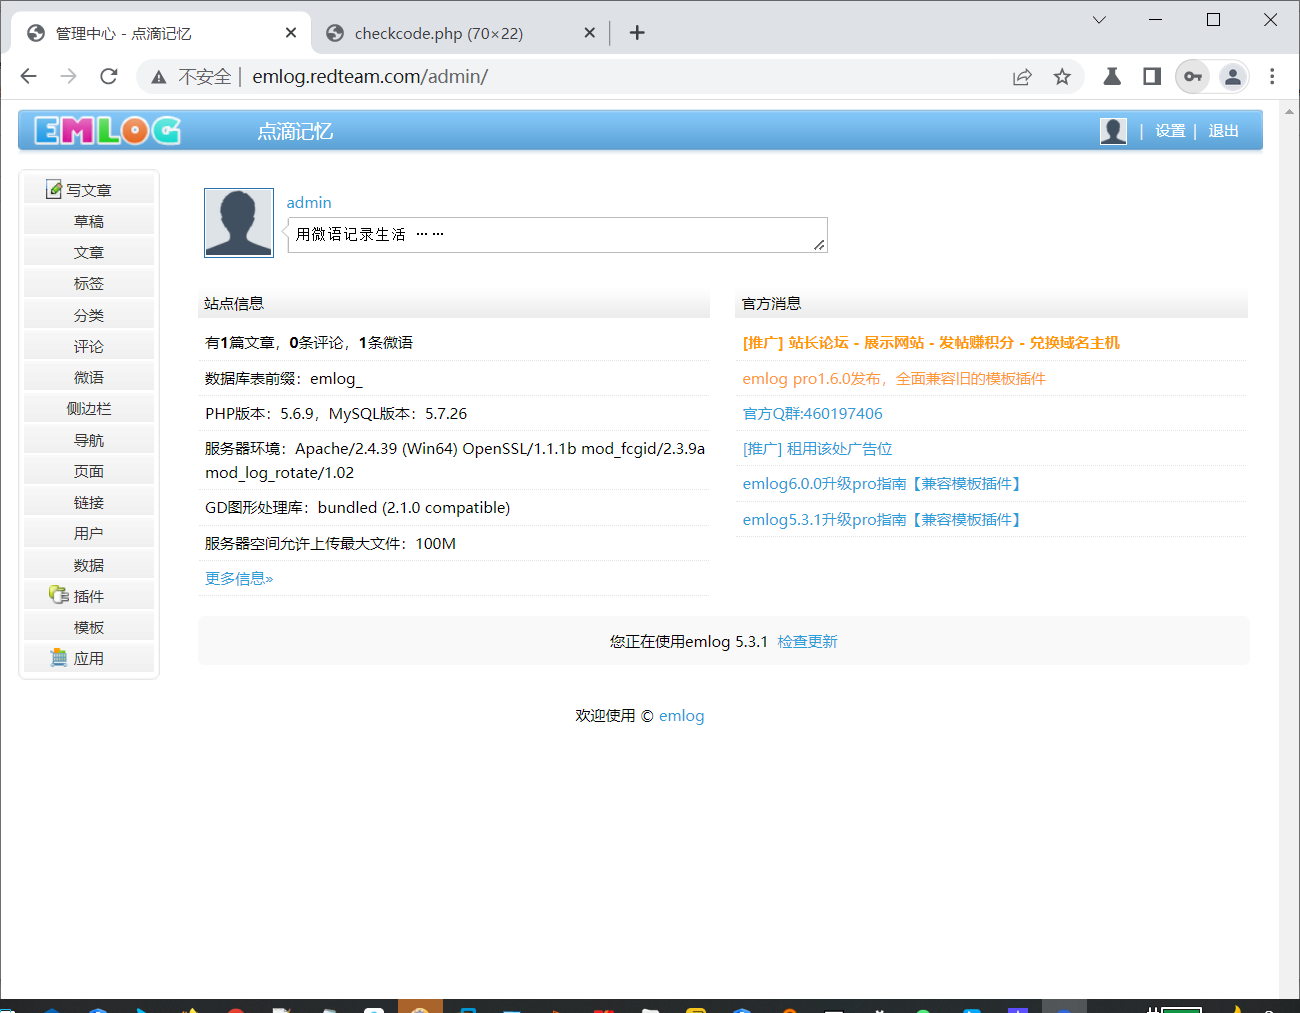 管理中心 - 点滴记忆
checkcode.php (70×22)
不安全 | emlog.redteam.com/admin/
EMLOG 点滴记忆 | 设置 | 退出
写文章
草稿
文章
标签
分类
评论
微语
侧边栏
导航
页面
链接
用户
数据
插件
模板
应用
admin
用微语记录生活 ……
站点信息
有1篇文章，0条评论，1条微语
数据库表前缀：emlog_
PHP版本：5.6.9，MySQL版本：5.7.26
服务器环境：Apache/2.4.39 (Win64) OpenSSL/1.1.1b mod_fcgid/2.3.9a
mod_log_rotate/1.02
GD图形处理库：bundled (2.1.0 compatible)
服务器空间允许上传最大文件：100M
更多信息»
官方消息
[推广] 站长论坛 - 展示网站 - 发帖赚积分 - 兑换域名主机
emlog pro1.6.0发布，全面兼容旧的模板插件
官方Q群:460197406
[推广] 租用该处广告位
emlog6.0.0升级pro指南【兼容模板插件】
emlog5.3.1升级pro指南【兼容模板插件】
您正在使用emlog 5.3.1 检查更新
欢迎使用 © emlog